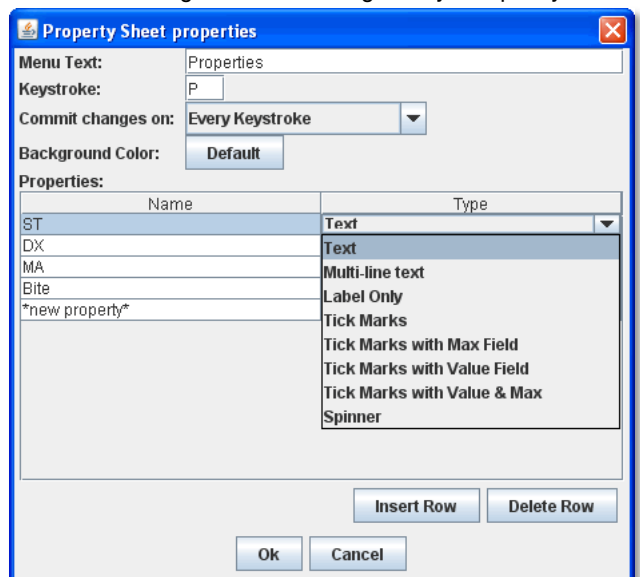 Property Sheet properties
Menu Text: Properties
Keystroke: P
Commit changes on: Every Keystroke
Background Color: Default
Properties:
Name Type
ST Text
DX Text
MA Multi-line text
Bite Label Only
*new property* Tick Marks
Tick Marks with Max Field
Tick Marks with Value Field
Tick Marks with Value & Max
Spinner
Insert Row Delete Row
Ok Cancel